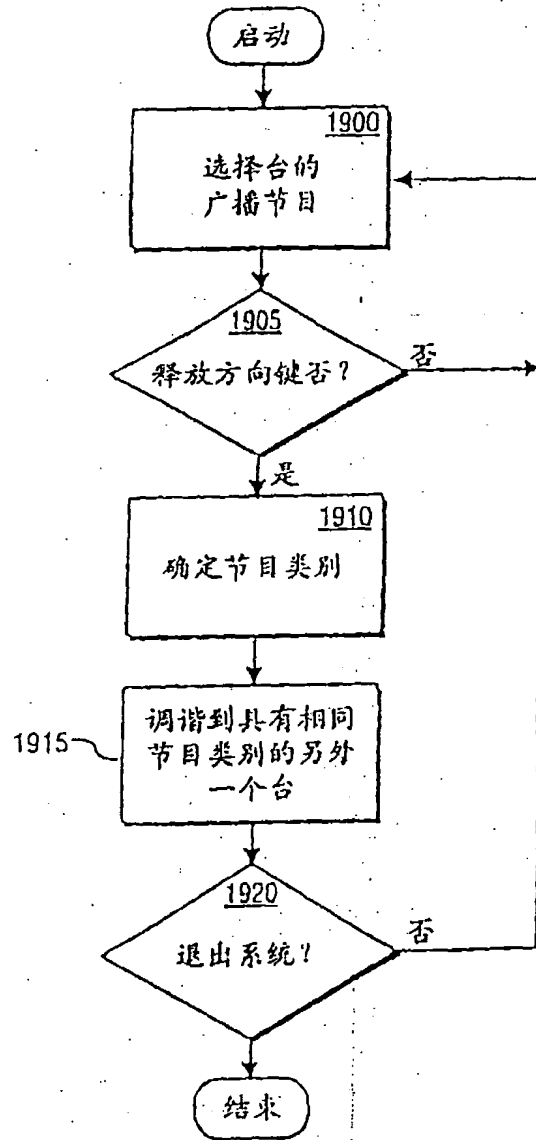 启动
1900
选择台的
广播节目
1905
释放方向键否？
否
是
1910
确定节目类别
1915
调谐到具有相同
节目类别的另外
一个台
1920
退出系统？
否
结束